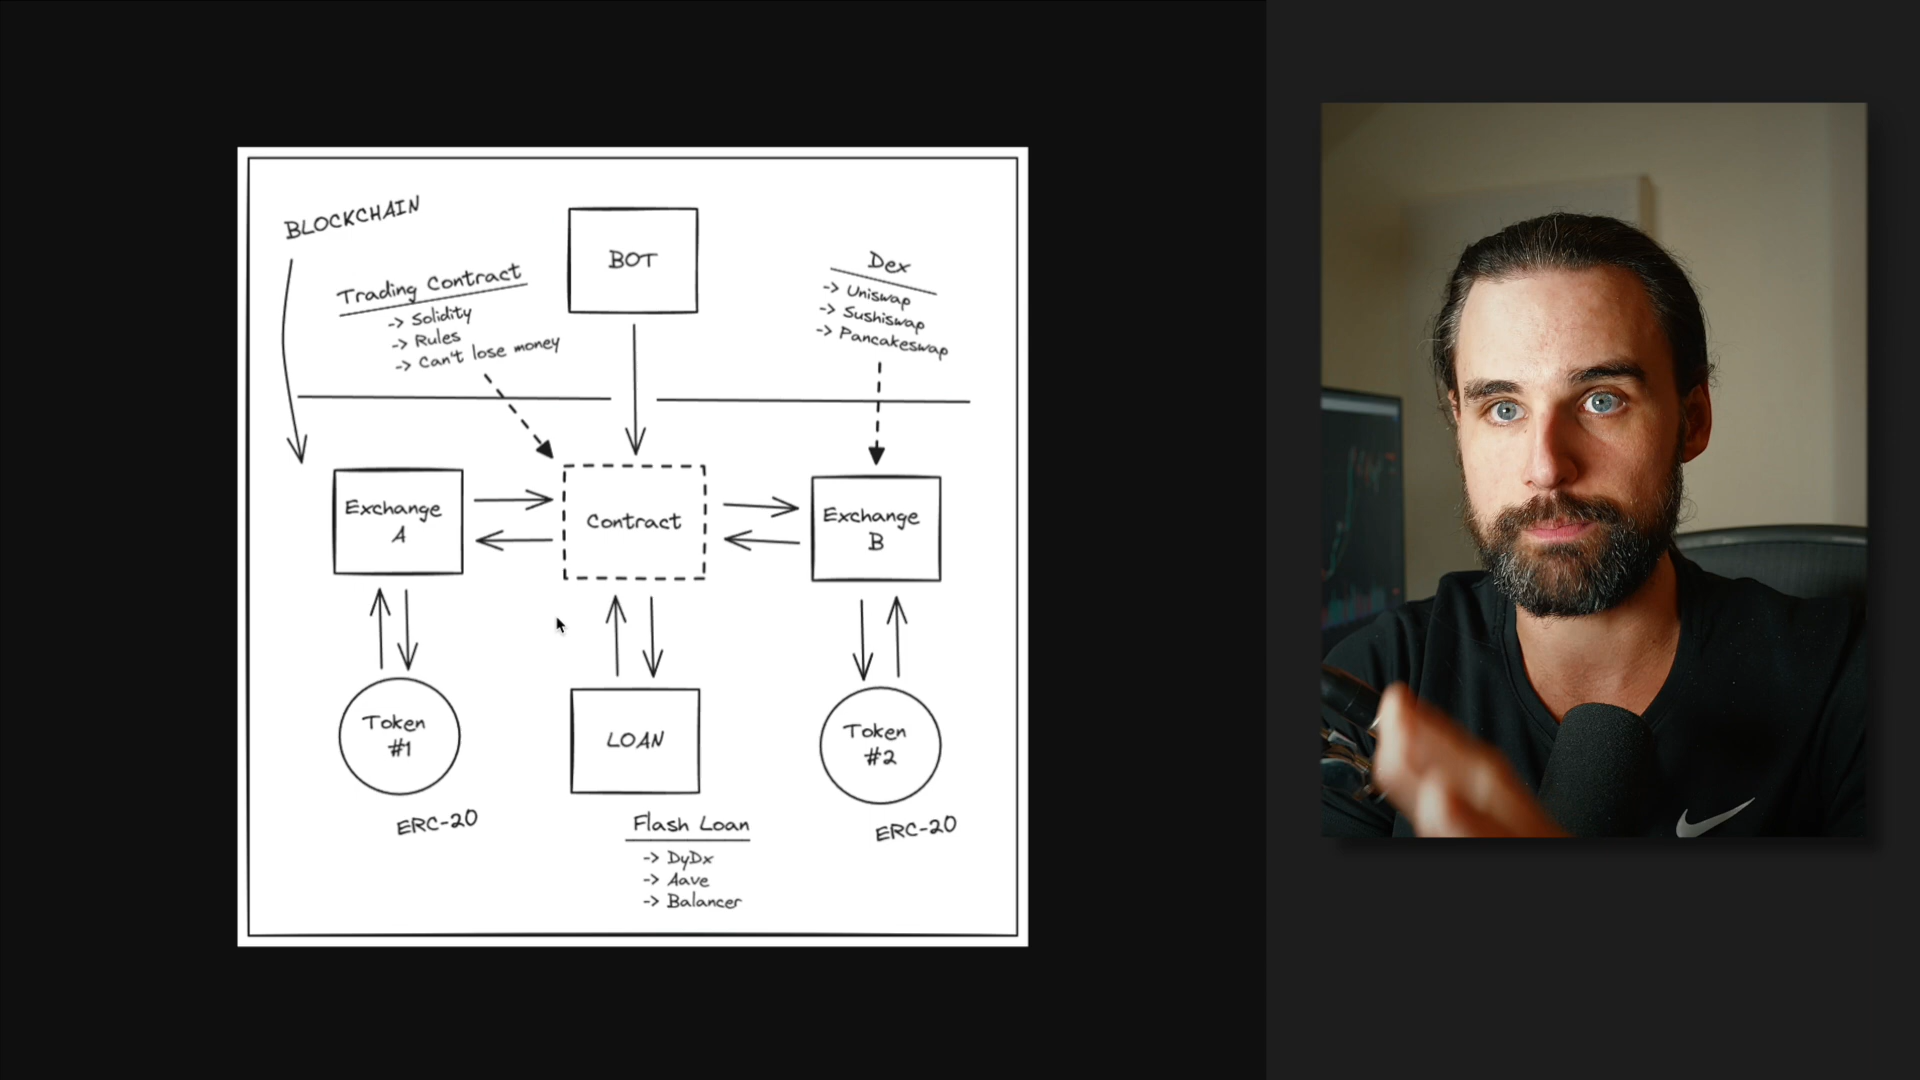 BLOCKCHAIN
BOT
Trading Contract
-> Solidity
-> Rules
-> Can't lose money
Dex
-> Uniswap
-> Sushiswap
-> Pancakeswap
Exchange
A
Contract
Exchange
B
Token
#1
LOAN
Token
#2
ERC-20
ERC-20
Flash Loan
-> DyDx
-> Aave
-> Balancer